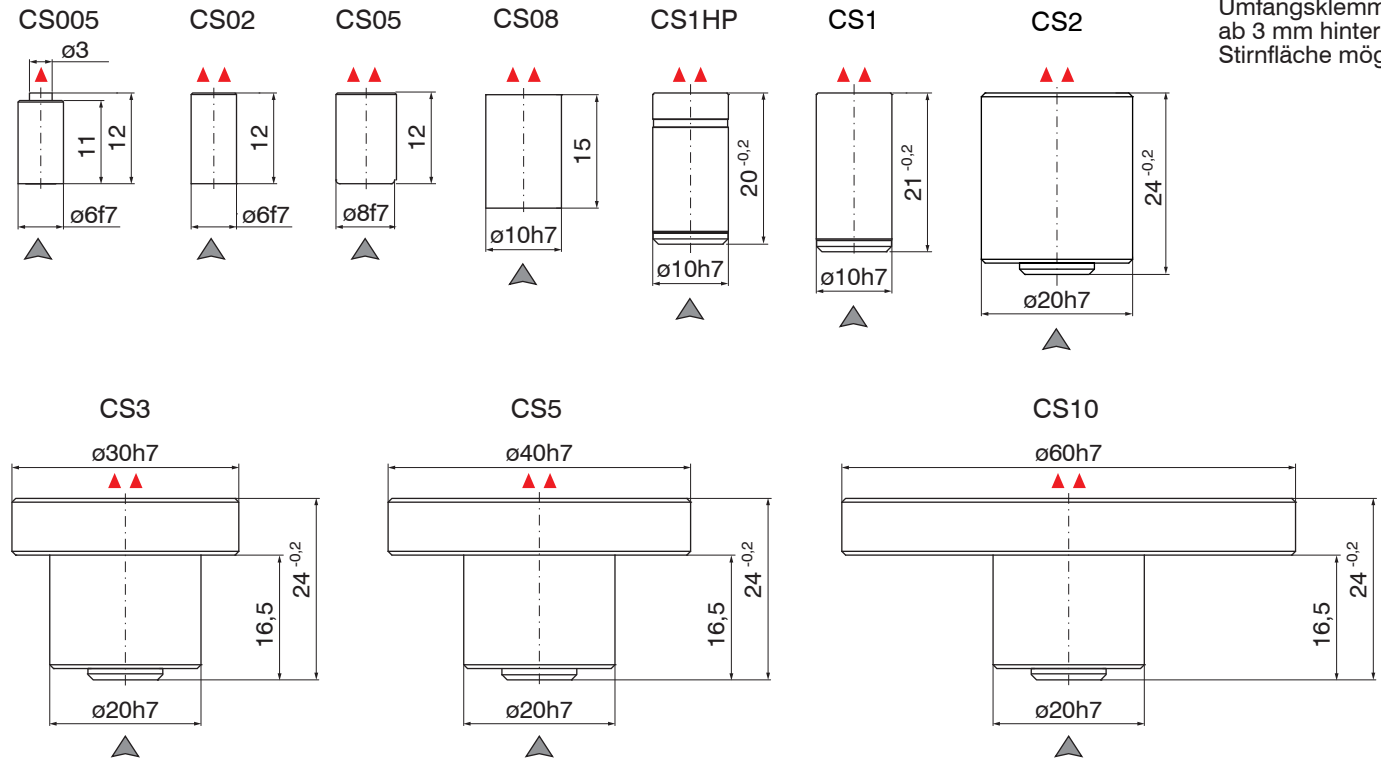 CS005
CS02
CS05
CS08
CS1HP
CS1
CS2
ab 3 mm hinter
Stirnfläche
ø3
11
12
ø6f7
12
ø6f7
12
ø8f7
15
ø10h7
20 -0,2
ø10h7
21 -0,2
ø10h7
24 -0,2
ø20h7
CS3
CS5
CS10
ø30h7
16,5
24 -0,2
ø20h7
ø40h7
16,5
24 -0,2
ø20h7
ø60h7
16,5
24 -0,2
ø20h7